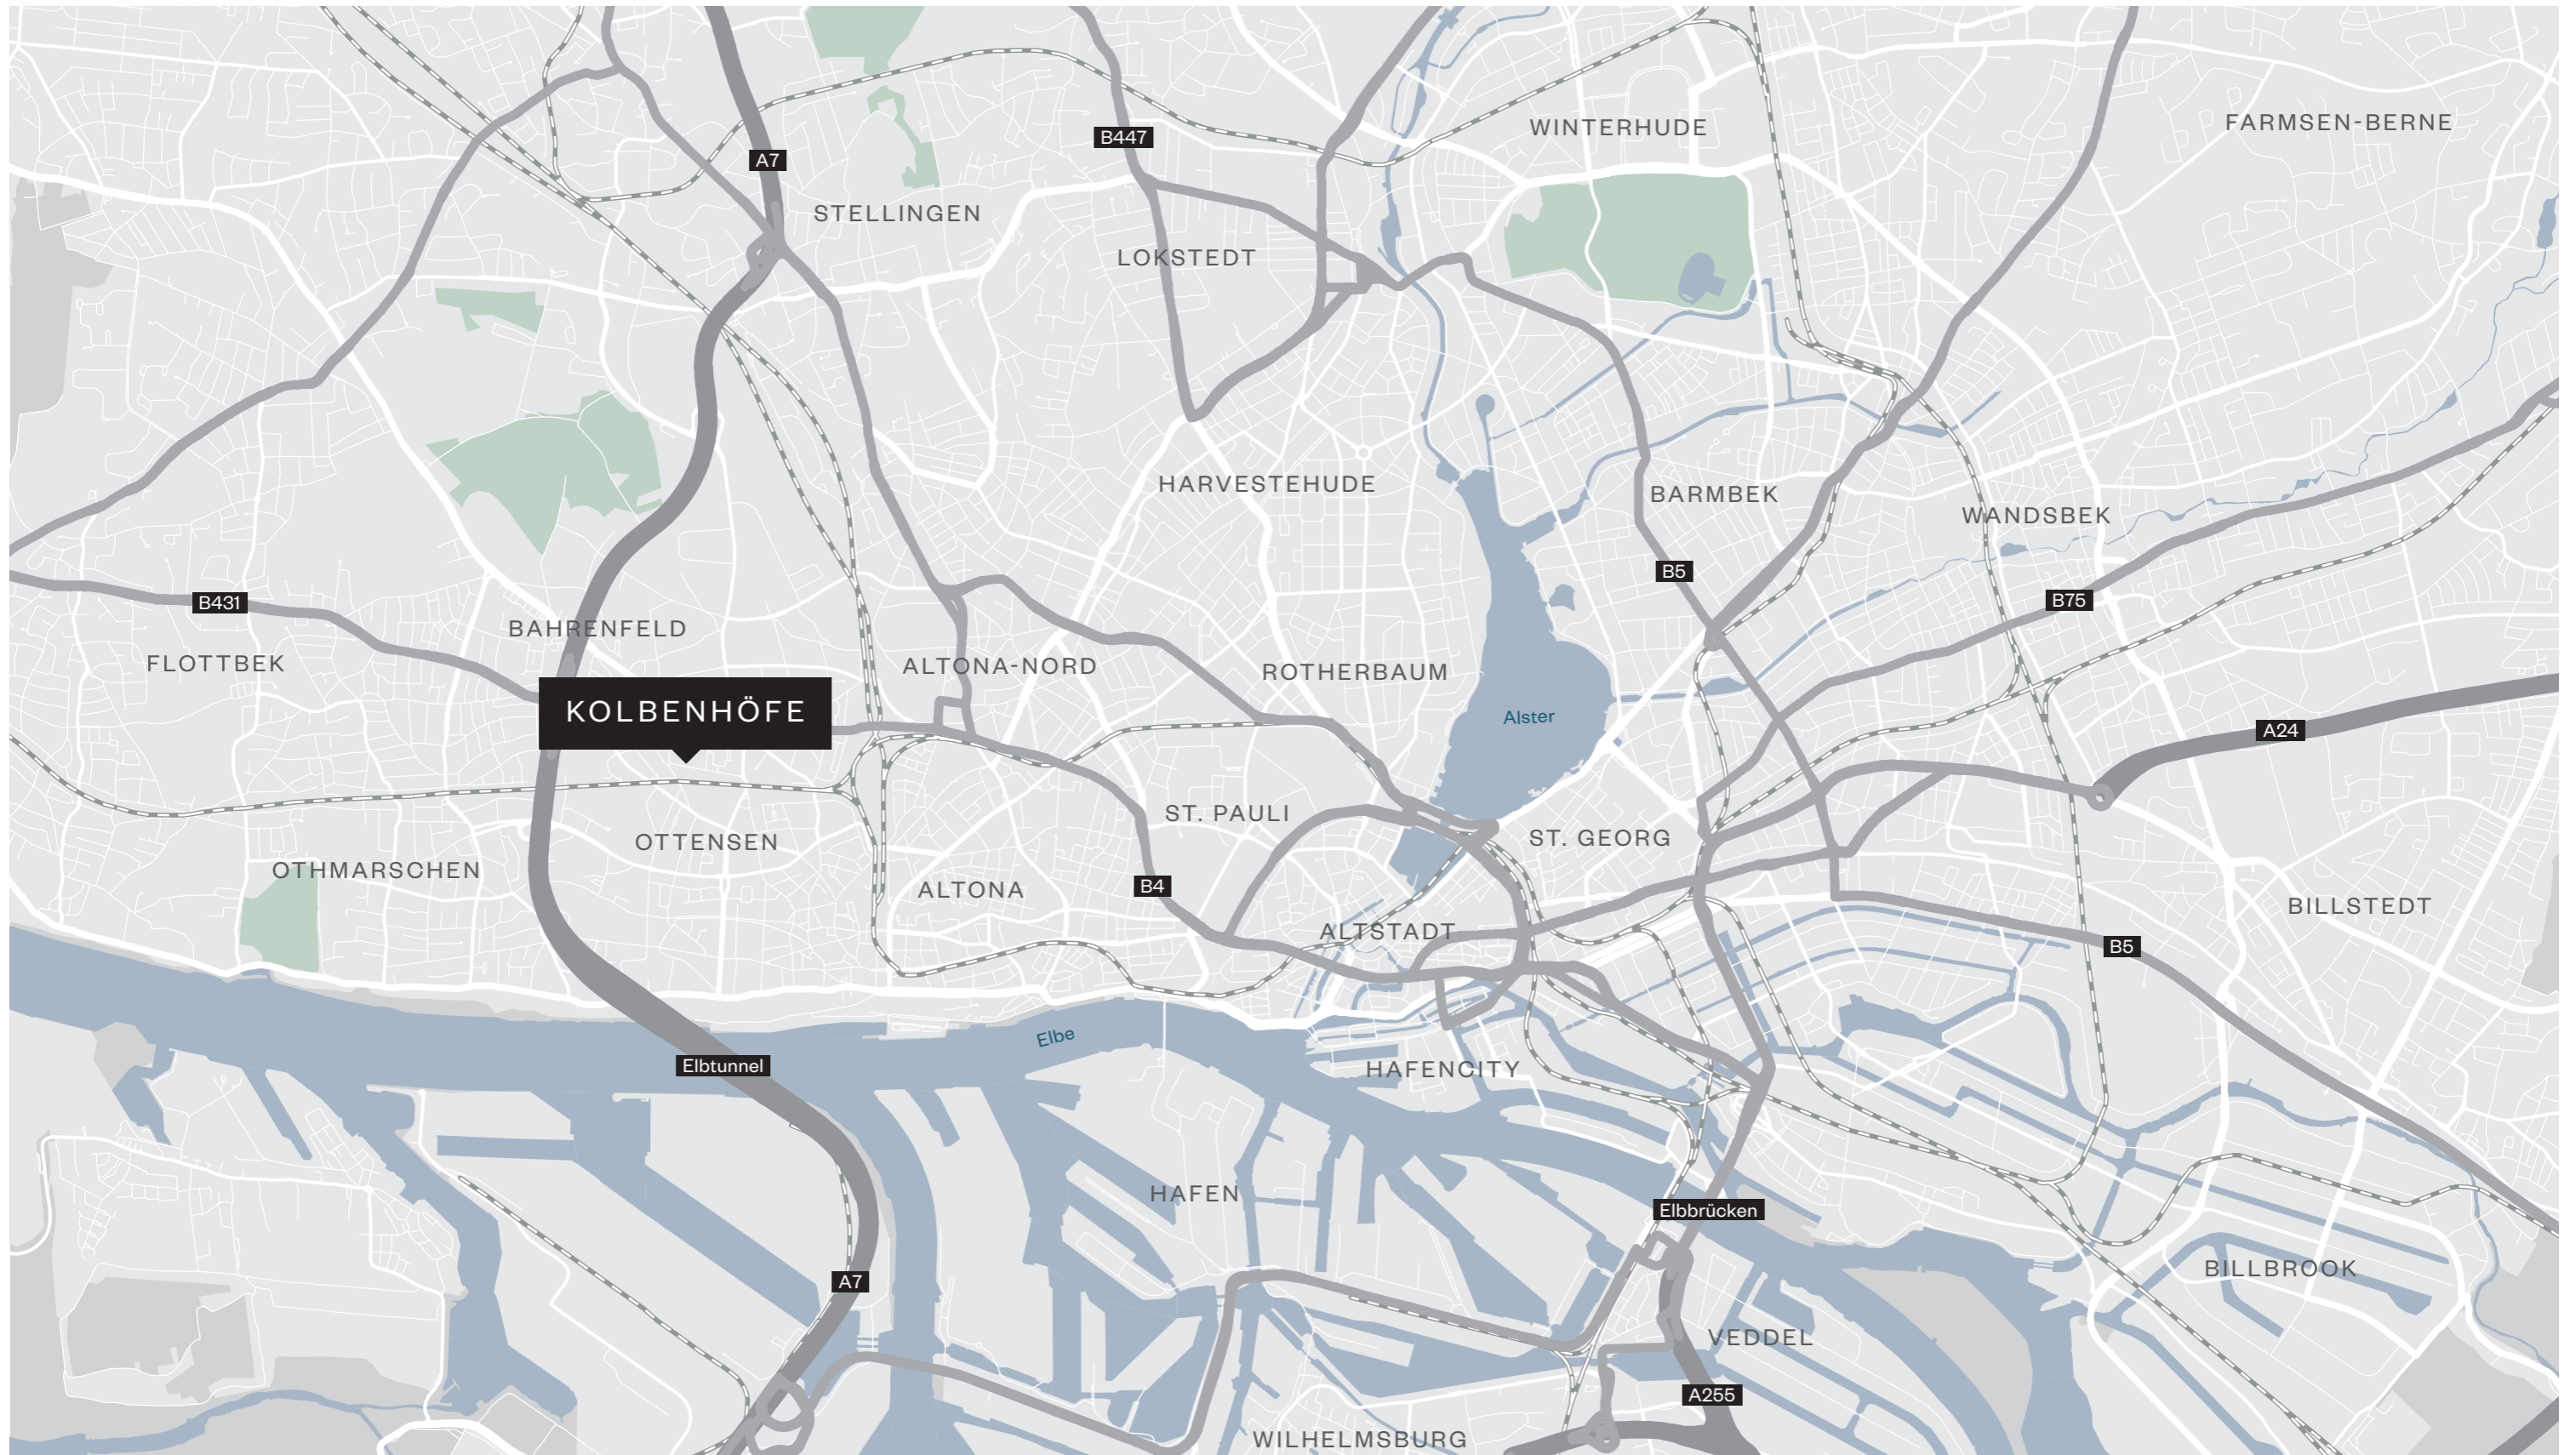 FARMSEN-BERNE
WINTERHUDE
B447
A7
STELLINGEN
LOKSTEDT
HARVESTEHUDE
BARMBEK
WANDSBEK
B5
B75
B431
BAHRENFELD
FLOTTBEK
ALTONA-NORD
ROTHERBAUM
KOLBENHÖFE
Alster
A24
ST. PAULI
ST. GEORG
OTTENSEN
OTHMARSCHEN
ALTONA
B4
BILLSTEDT
ALTSTADT
B5
Elbe
Elbtunnel
HAFENCITY
HAFEN
Elbbrücken
BILLBROOK
A7
VEDDEL
A255
WILHELMSBURG